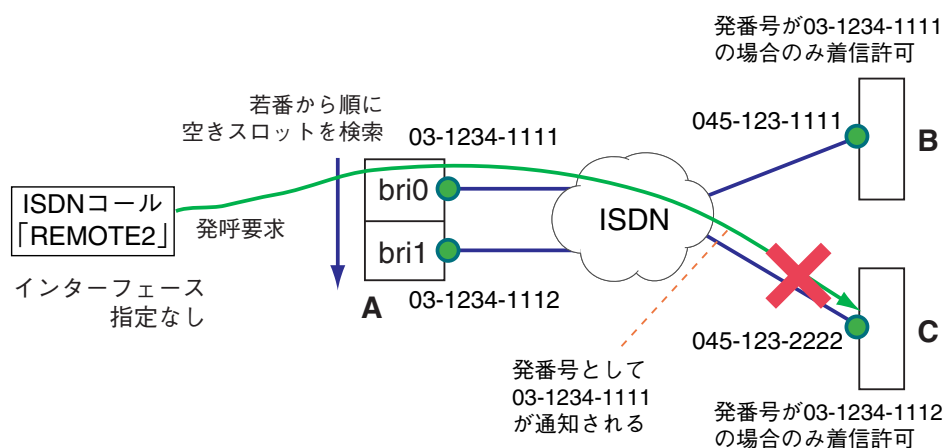 発番号が03-1234-1111
の場合のみ着信許可
若番から順に
空きスロットを検索
03-1234-1111
045-123-1111
B
bri0
ISDNコール
「REMOTE2」
発呼要求
ISDN
bri1
インターフェース
指定なし
A
03-1234-1112
C
045-123-2222
発番号として
03-1234-1111
が通知される
発番号が03-1234-1112
の場合のみ着信許可